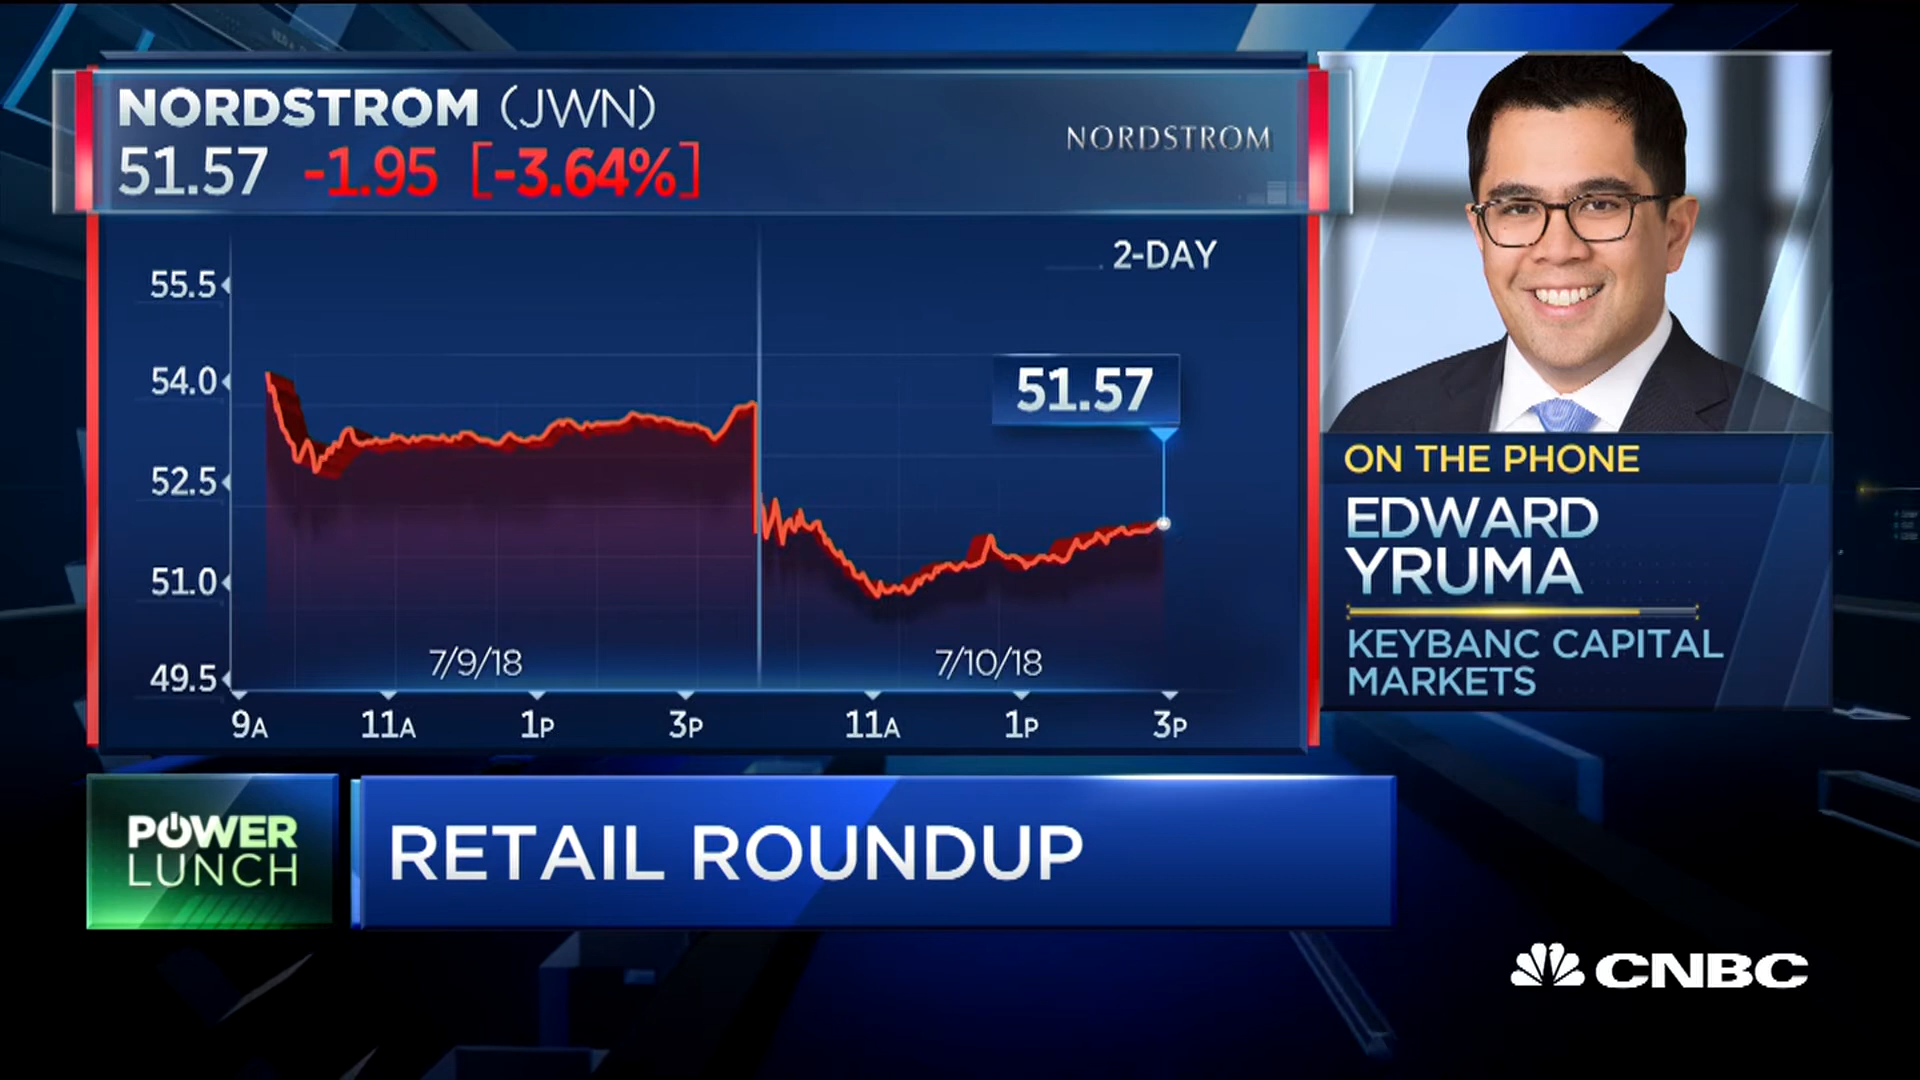 NORDSTROM (JWN)
51.57 -1.95 [-3.64%]
NORDSTROM
2-DAY
55.5
54.0
52.5
51.0
49.5
51.57
7/9/18 7/10/18
9A 11A 1P 3P 11A 1P 3P
ON THE PHONE
EDWARD
YRUMA
KEYBANC CAPITAL
MARKETS
POWER
LUNCH
RETAIL ROUNDUP
CNBC